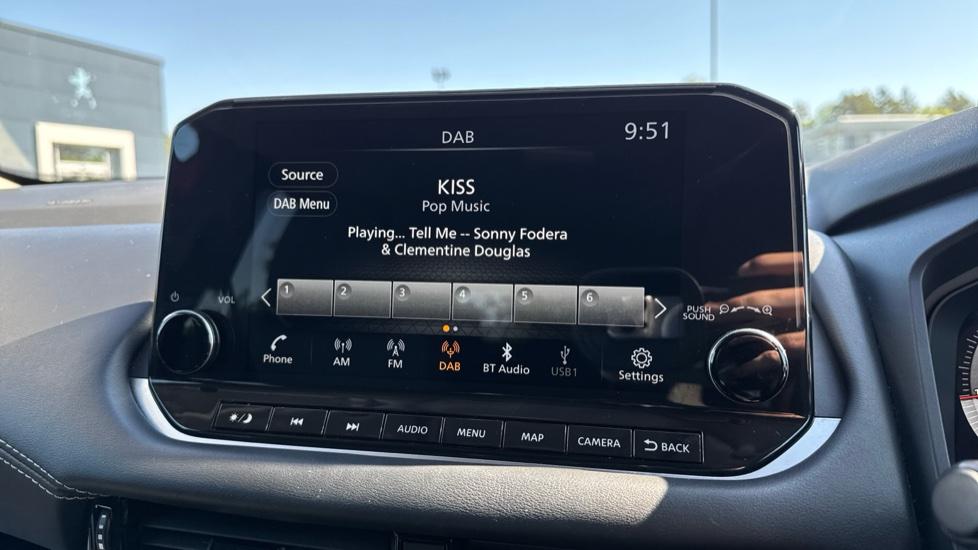 DAB
9:51
Source
KISS
DAB Menu
Pop Music
Playing... Tell Me -- Sonny Fodera
& Clementine Douglas
1 2 3 4 5 6
VOL
PUSH
SOUND
Phone
AM
FM
DAB
BT Audio
USB1
Settings
AUDIO
MENU
MAP
CAMERA
BACK